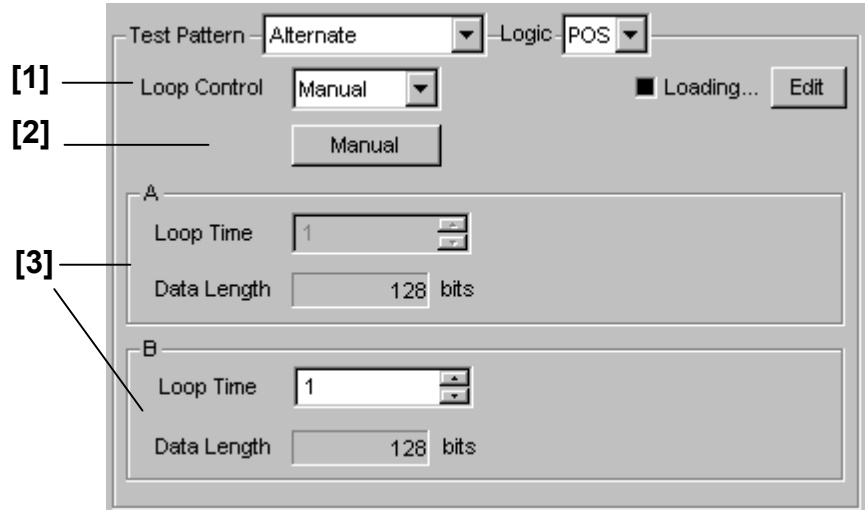 Test Pattern Alternate Logic POS
[1] Loop Control Manual Loading... Edit
[2] Manual
A
Loop Time 1
[3]
Data Length 128 bits
B
Loop Time 1
Data Length 128 bits